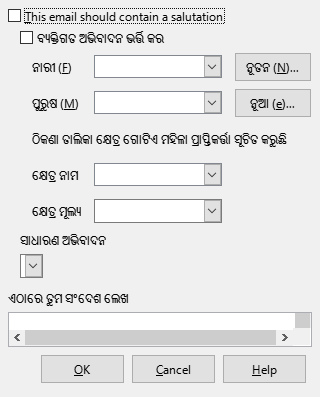 This email should contain a salutation
ବ୍ୟକ୍ତିଗତ ଅଭିବାଦନ ଭର୍ତ୍ତି କର
ନାରୀ (F)
ନୂତନ (N)...
ପୁରୁଷ (M)
ନୂଆ (e)...
ଠିକଣା ତାଲିକା କ୍ଷେତ୍ର ଗୋଟିଏ ମହିଳା ପ୍ରାପ୍ତିକର୍ତ୍ତା ସୂଚିତ କରୁଛି
କ୍ଷେତ୍ର ନାମ
କ୍ଷେତ୍ର ମୂଲ୍ୟ
ସାଧାରଣ ଅଭିବାଦନ
ଏଠାରେ ତୁମ ସଂଦେଶ ଲେଖ
OK Cancel Help